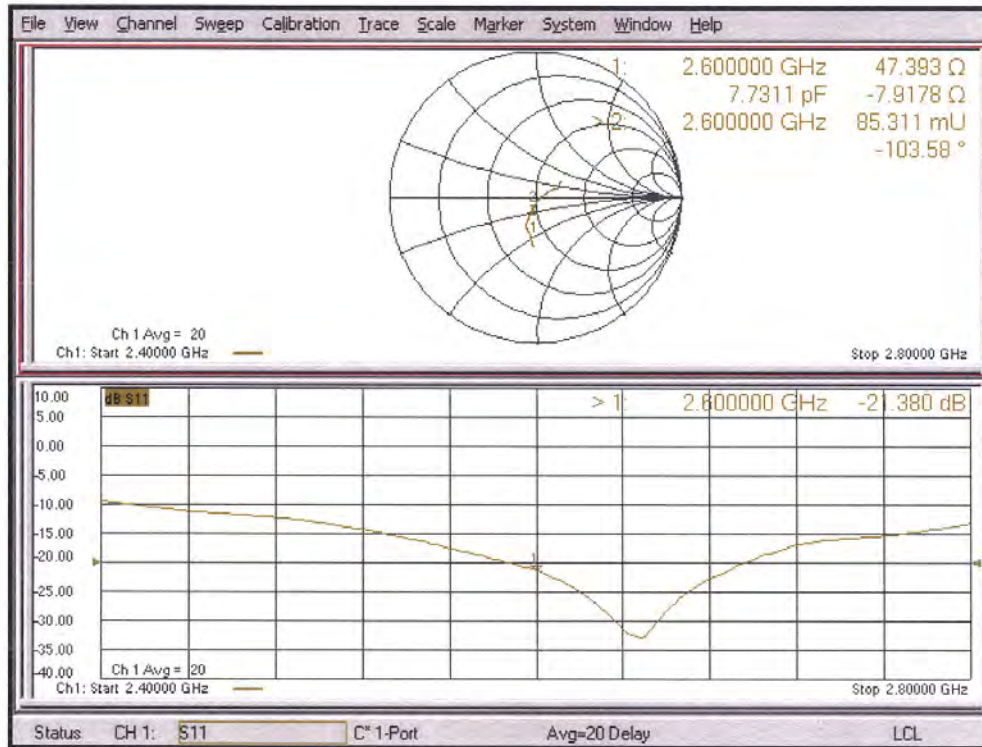 File View Channel Sweep Calibration Trace Scale Marker System Window Help
1: 2.600000 GHz 47.393 Ω
7.7311 pF -7.9178 Ω
> 2: 2.600000 GHz 85.311 mU
-103.58 °
2
1
Ch 1 Avg = 20
Ch1: Start 2.40000 GHz
Stop 2.80000 GHz
10.00
dB S11
> 1: 2.600000 GHz -21.380 dB
5.00
0.00
-5.00
-10.00
-15.00
-20.00
1
-25.00
-30.00
-35.00
-40.00
Ch 1 Avg = 20
Ch1: Start 2.40000 GHz
Stop 2.80000 GHz
Status CH 1: S11 C* 1-Port Avg=20 Delay LCL